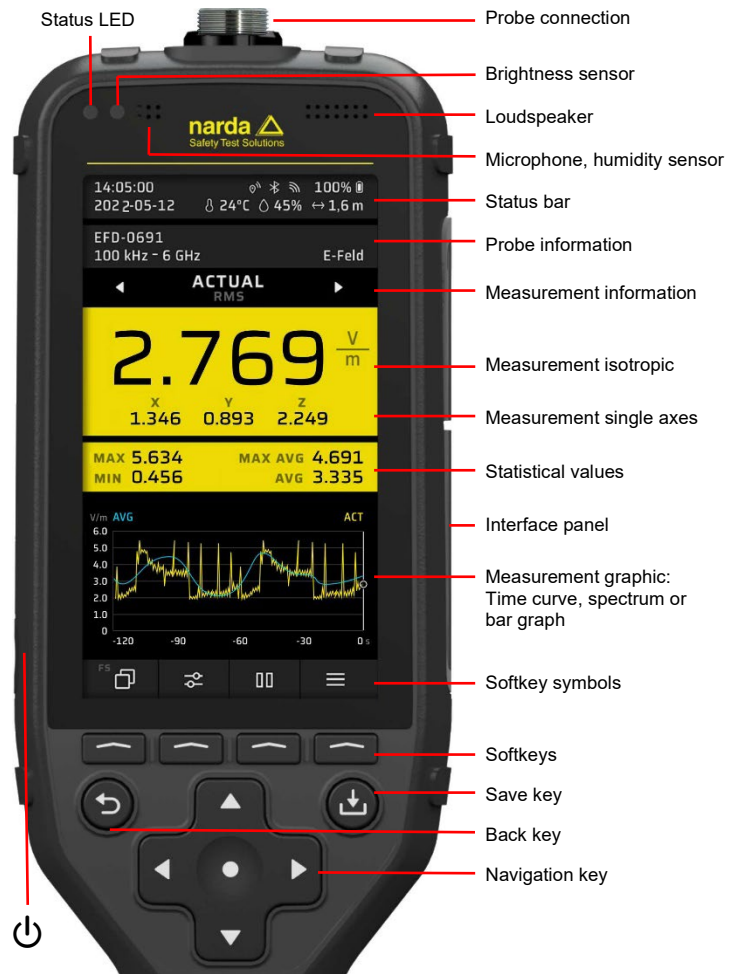 Status LED
Probe connection
Brightness sensor
Loudspeaker
Microphone, humidity sensor
narda
Safety Test Solutions
14:05:00 100%
2022-05-12 24°C 45% ↔ 1,6 m
Status bar
EFD-0691
100 kHz - 6 GHz E-Feld
Probe information
ACTUAL
RMS
Measurement information
2.769 V/m
Measurement isotropic
X Y Z
1.346 0.893 2.249
Measurement single axes
MAX 5.634 MAX AVG 4.691
MIN 0.456 AVG 3.335
Statistical values
Interface panel
V/m AVG ACT
6.0
5.0
4.0
3.0
2.0
1.0
0
-120 -90 -60 -30 0 s
Measurement graphic:
Time curve, spectrum or
bar graph
FS
Softkey symbols
Softkeys
Save key
Back key
Navigation key